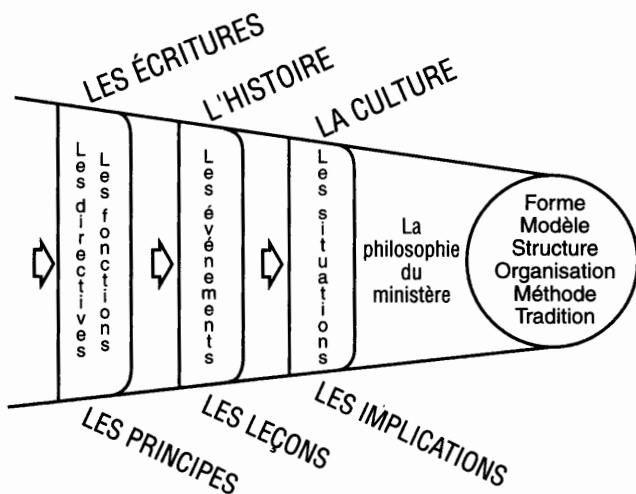 LES ÉCRITURES
L'HISTOIRE
LA CULTURE
Les directives
Les fonctions
Les événements
Les situations
La
philosophie
du
ministère
Forme
Modèle
Structure
Organisation
Méthode
Tradition
LES PRINCIPES
LES LEÇONS
LES IMPLICATIONS